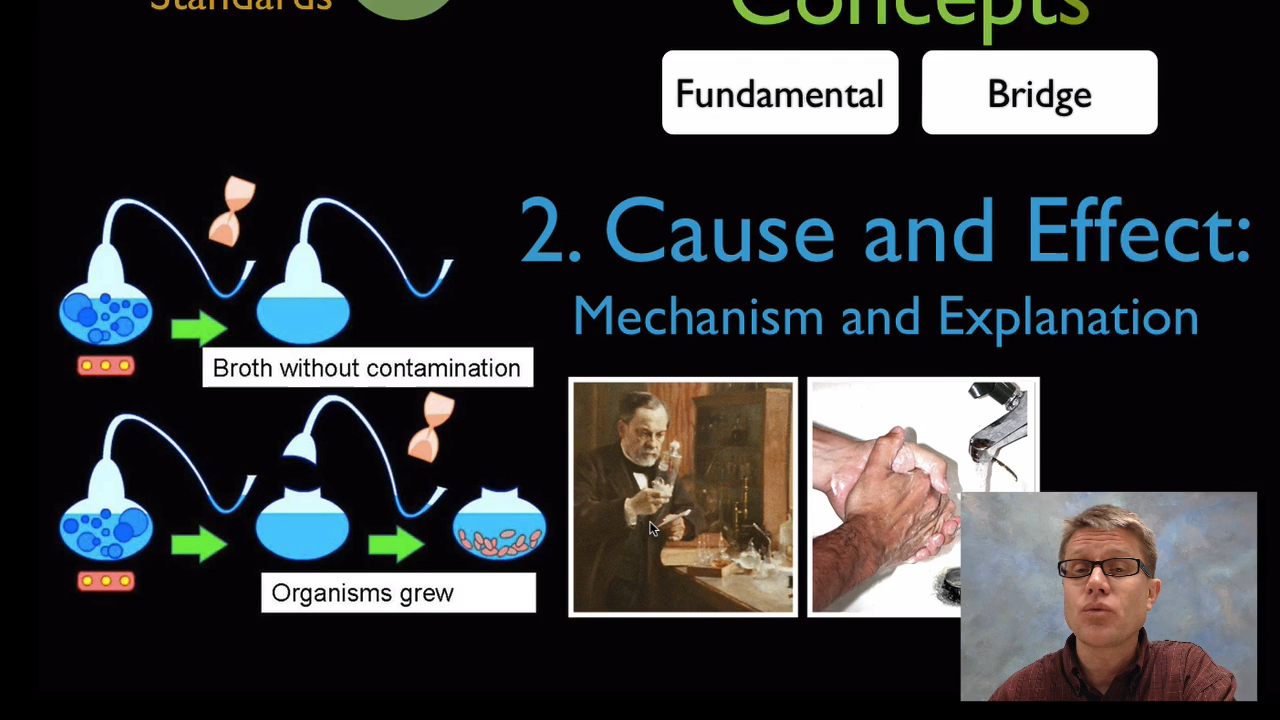 Standards
Concepts
Fundamental
Bridge
2. Cause and Effect:
Mechanism and Explanation
Broth without contamination
Organisms grew